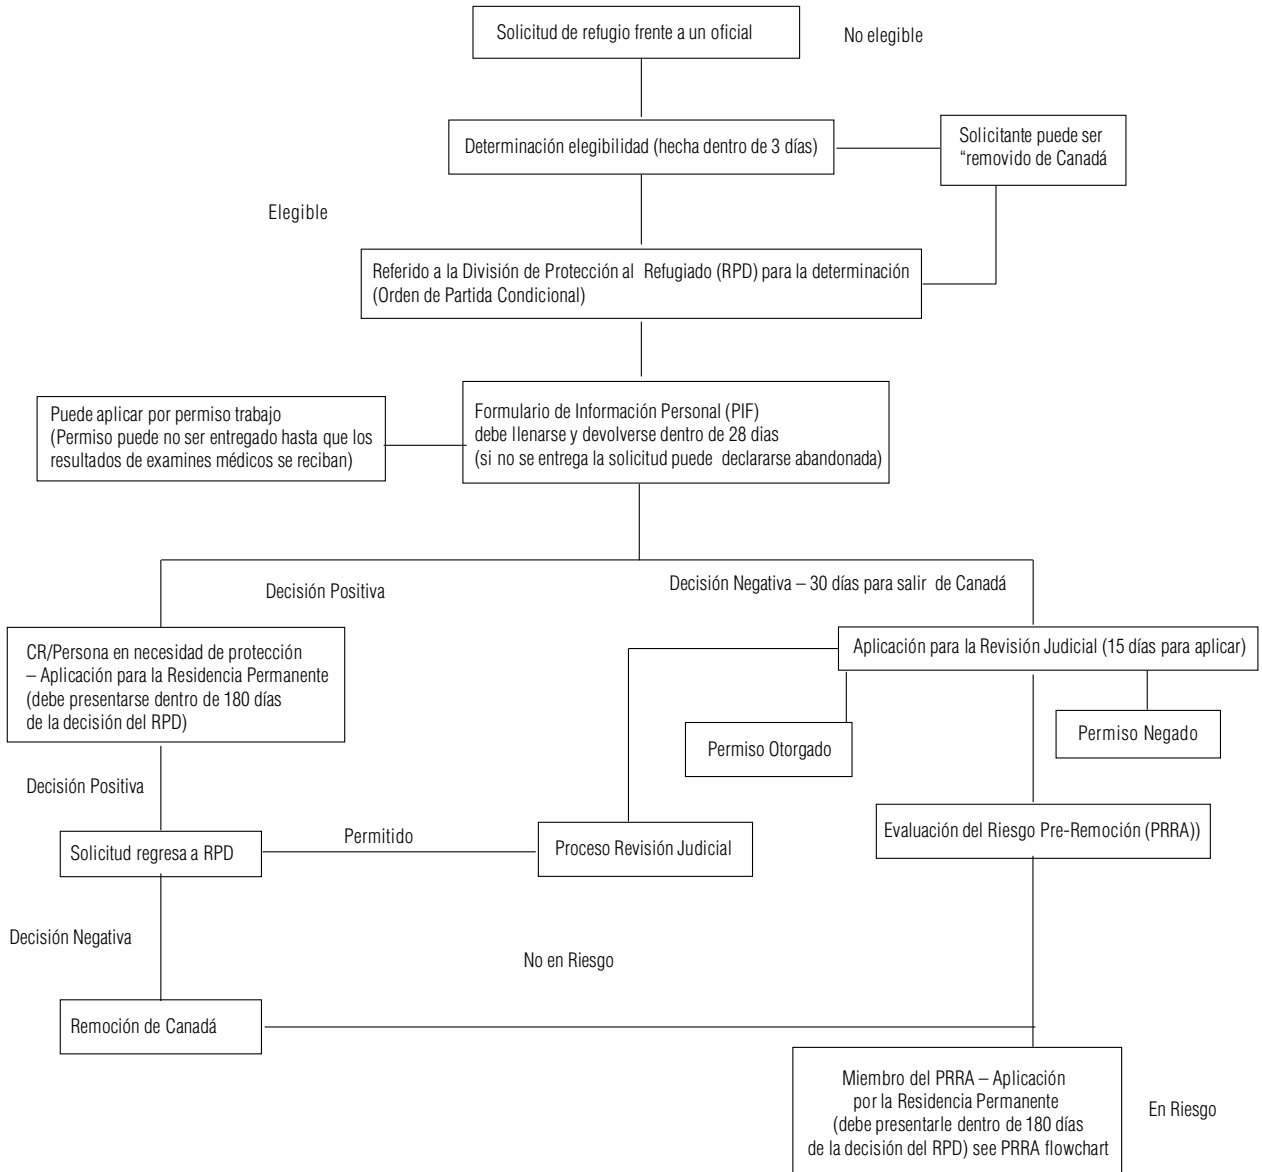 Solicitud de refugio frente a un oficial
No elegible
Determinación elegibilidad (hecha dentro de 3 días)
Solicitante puede ser
“removido de Canadá
Elegible
Referido a la División de Protección al Refugiado (RPD) para la determinación
(Orden de Partida Condicional)
Puede aplicar por permiso trabajo
(Permiso puede no ser entregado hasta que los
resultados de examines médicos se reciban)
Formulario de Información Personal (PIF)
debe llenarse y devolverse dentro de 28 dias
(si no se entrega la solicitud puede declararse abandonada)
Decisión Positiva
Decisión Negativa – 30 días para salir de Canadá
CR/Persona en necesidad de protección
– Aplicación para la Residencia Permanente
(debe presentarse dentro de 180 días
de la decisión del RPD)
Aplicación para la Revisión Judicial (15 días para aplicar)
Permiso Otorgado
Permiso Negado
Decisión Positiva
Solicitud regresa a RPD
Permitido
Proceso Revisión Judicial
Evaluación del Riesgo Pre-Remoción (PRRA))
Decisión Negativa
No en Riesgo
Remoción de Canadá
Miembro del PRRA – Aplicación
por la Residencia Permanente
(debe presentarle dentro de 180 días
de la decisión del RPD) see PRRA flowchart
En Riesgo